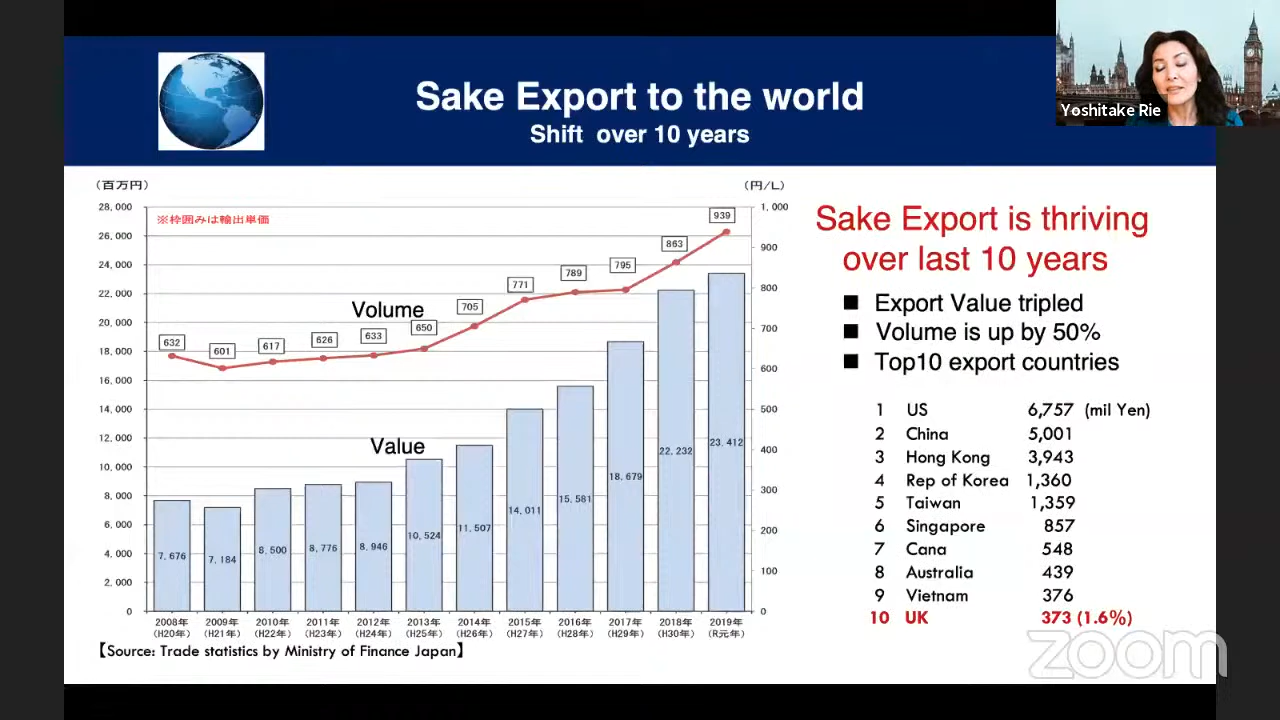 Sake Export to the world
Shift over 10 years
Yoshitake Rie
(百万円)
(円/L)
※枠囲みは輸出単価
28,000
26,000
24,000
22,000
20,000
18,000
16,000
14,000
12,000
10,000
8,000
6,000
4,000
2,000
0
1,000
900
800
700
600
500
400
300
200
100
0
Volume
632
601
617
626
633
650
705
771
789
795
863
939
Value
7,676
7,184
8,500
8,776
8,946
10,524
11,507
14,011
15,581
18,679
22,232
23,412
2008年 2009年 2010年 2011年 2012年 2013年 2014年 2015年 2016年 2017年 2018年 2019年
(H20年) (H21年) (H22年) (H23年) (H24年) (H25年) (H26年) (H27年) (H28年) (H29年) (H30年) (R元年)
【Source: Trade statistics by Ministry of Finance Japan】
Sake Export is thriving
over last 10 years
■ Export Value tripled
■ Volume is up by 50%
■ Top10 export countries
1 US 6,757 (mil Yen)
2 China 5,001
3 Hong Kong 3,943
4 Rep of Korea 1,360
5 Taiwan 1,359
6 Singapore 857
7 Cana 548
8 Australia 439
9 Vietnam 376
10 UK 373 (1.6%)
zoom